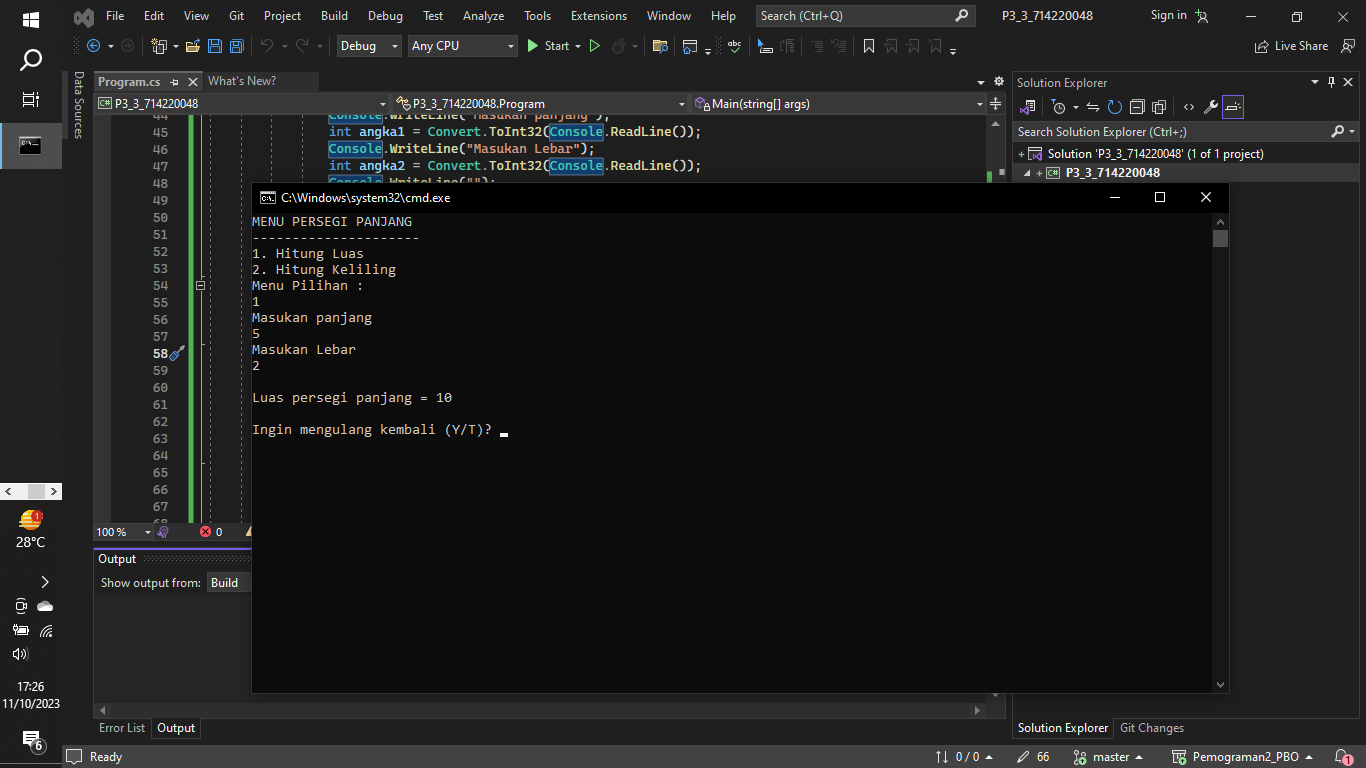 File Edit View Git Project Build Debug Test Analyze Tools Extensions Window Help Search (Ctrl+Q) P3_3_714220048 Sign in
Debug Any CPU Start Live Share
Data Sources
Program.cs What's New?
P3_3_714220048 P3_3_714220048.Program Main(string[] args)
44 Console.WriteLine("Masukan panjang");
45 int angka1 = Convert.ToInt32(Console.ReadLine());
46 Console.WriteLine("Masukan Lebar");
47 int angka2 = Convert.ToInt32(Console.ReadLine());
48 Console.WriteLine("");
49
50
51
52
53
54
55
56
57
58
59
60
61
62
63
64
65
66
67
68
C:\Windows\system32\cmd.exe
MENU PERSEGI PANJANG
---------------------
1. Hitung Luas
2. Hitung Keliling
Menu Pilihan :
1
Masukan panjang
5
Masukan Lebar
2
Luas persegi panjang = 10
Ingin mengulang kembali (Y/T)?
100 % 0
Output
Show output from: Build
Error List Output
Solution Explorer
Search Solution Explorer (Ctrl+;)
Solution 'P3_3_714220048' (1 of 1 project)
P3_3_714220048
Solution Explorer Git Changes
1
28°C
17:26
11/10/2023
6
Ready 0 / 0 66 master Pemograman2_PBO 1